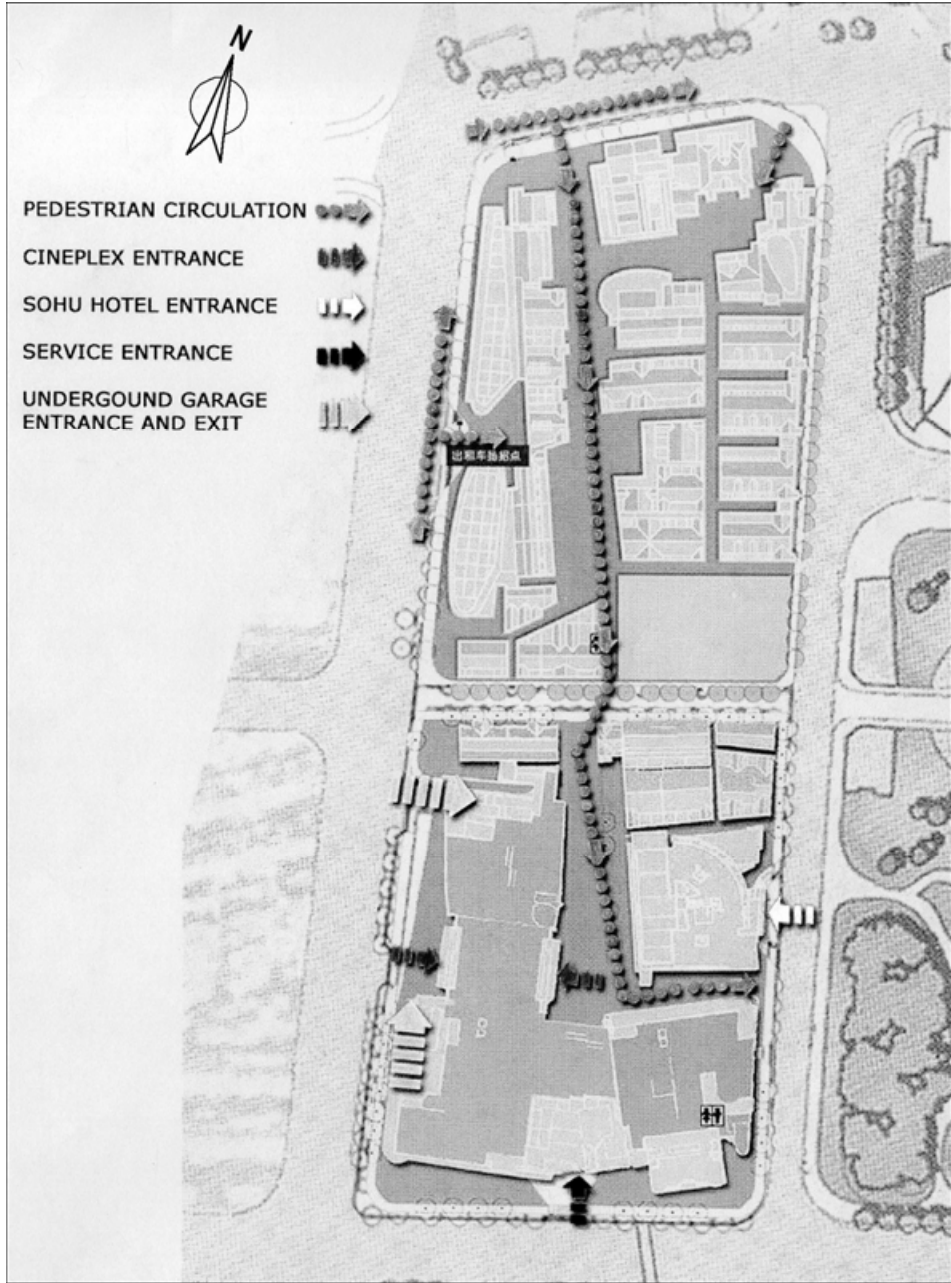 N
PEDESTRIAN CIRCULATION
CINEPLEX ENTRANCE
SOHU HOTEL ENTRANCE
SERVICE ENTRANCE
UNDERGOUND GARAGE
ENTRANCE AND EXIT
出租车扬招点